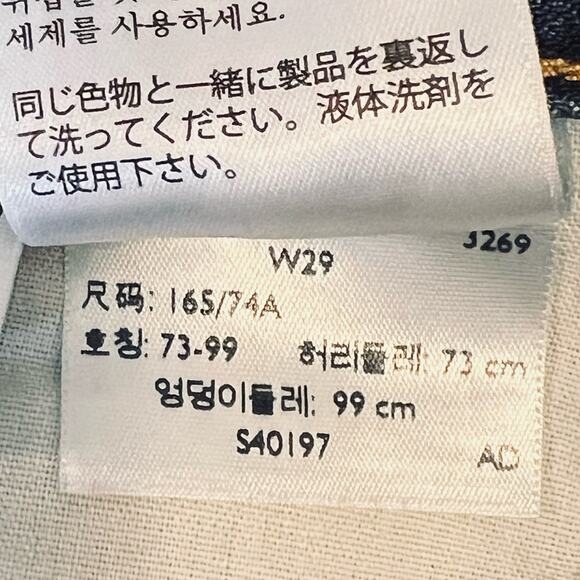 세제를 사용하세요.
同じ色物と一緒に製品を裏返し
て洗ってください。液体洗剤を
ご使用下さい。
W29 J269
尺码: 165/74A
호칭: 73-99 허리둘레: 73 cm
엉덩이둘레: 99 cm
S40197 AD